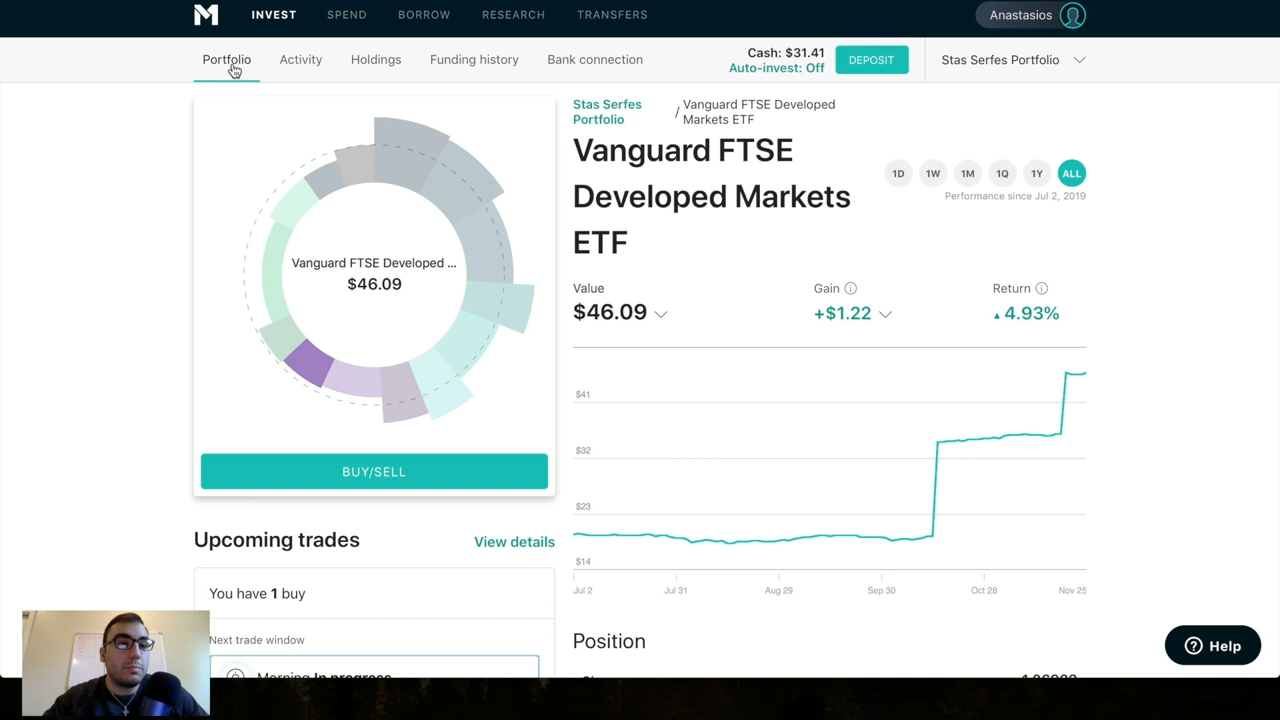 INVEST SPEND BORROW RESEARCH TRANSFERS
Anastasios
Portfolio Activity Holdings Funding history Bank connection
Cash: $31.41
Auto-invest: Off
DEPOSIT
Stas Serfes Portfolio
Vanguard FTSE Developed ...
$46.09
BUY/SELL
Upcoming trades
View details
You have 1 buy
Next trade window
Morning In progress
Stas Serfes
Portfolio
/ Vanguard FTSE Developed
Markets ETF
Vanguard FTSE
Developed Markets
ETF
1D 1W 1M 1Q 1Y ALL
Performance since Jul 2, 2019
Value
$46.09
Gain
+$1.22
Return
4.93%
$41
$32
$23
$14
Jul 2 Jul 31 Aug 29 Sep 30 Oct 28 Nov 25
Position
Help